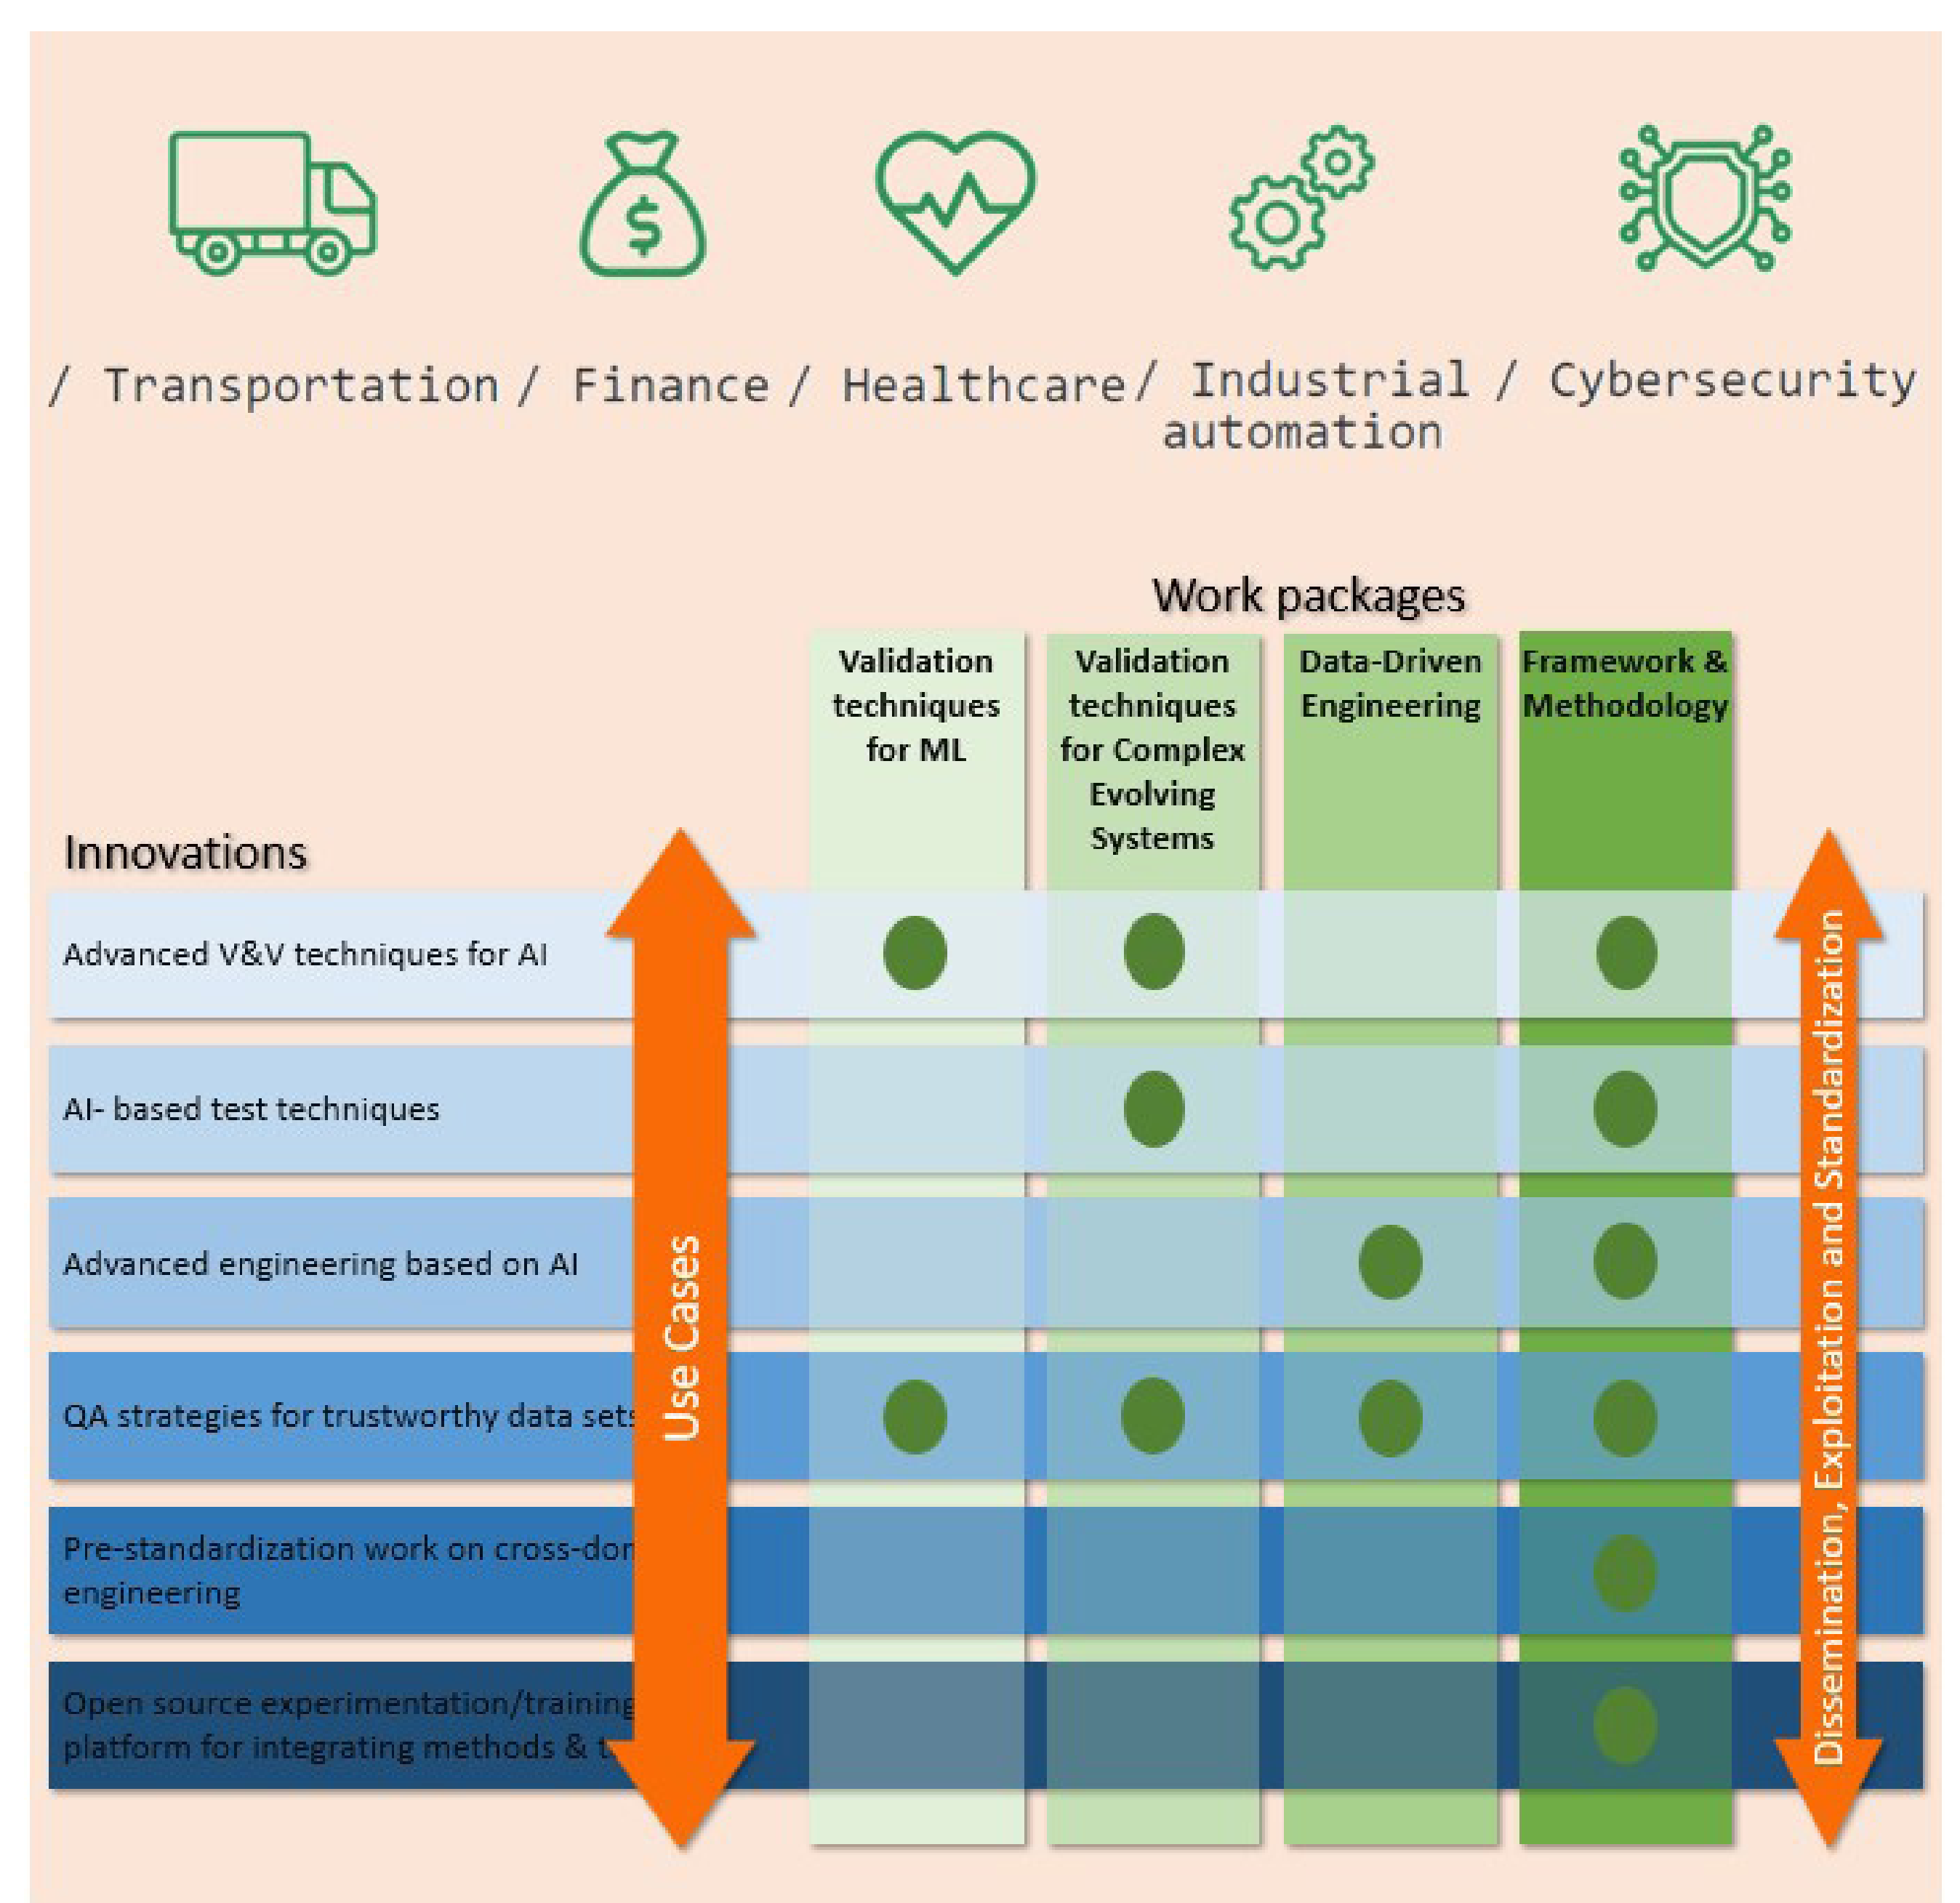 / Transportation / Finance / Healthcare / Industrial / Cybersecurity
automation
Work packages
Validation
techniques
for ML
Validation
techniques
for Complex
Evolving
Systems
Data-Driven
Engineering
Framework &
Methodology
Innovations
Advanced V&V techniques for AI
AI- based test techniques
Advanced engineering based on AI
QA strategies for trustworthy data sets
Pre-standardization work on
engineering
Open source experimentation/training
platform for integrating methods &
Use Cases
Dissemination, Exploitation and Standardization
$